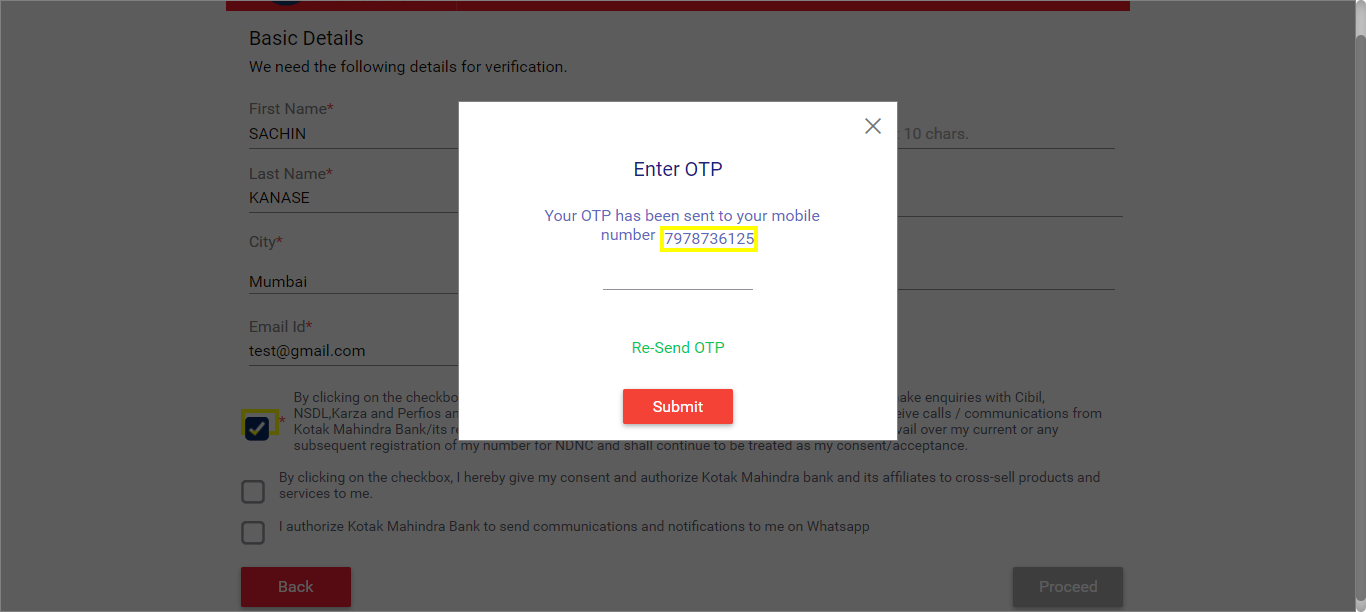 Basic Details
We need the following details for verification.
First Name*
SACHIN
10 chars.
Last Name*
KANASE
City*
Mumbai
Email Id*
test@gmail.com
Enter OTP
Your OTP has been sent to your mobile
number 7978736125
Re-Send OTP
Submit
By clicking on the checkbo
ake enquiries with Cibil,
* NSDL,Karza and Perfios an
eive calls / communications from
Kotak Mahindra Bank/its re
vail over my current or any
subsequent registration of my number for NDNC and shall continue to be treated as my consent/acceptance.
By clicking on the checkbox, I hereby give my consent and authorize Kotak Mahindra bank and its affiliates to cross-sell products and
services to me.
I authorize Kotak Mahindra Bank to send communications and notifications to me on Whatsapp
Back
Proceed